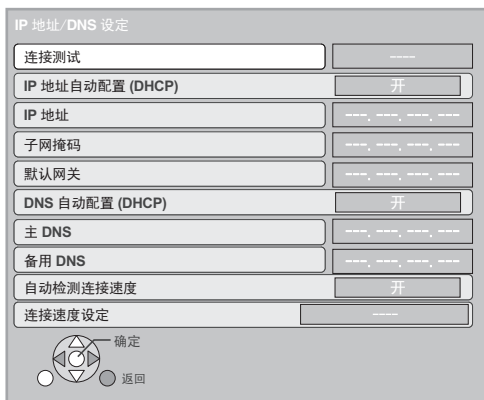 IP 地址/DNS 设定
连接测试 ----
IP 地址自动配置 (DHCP) 开
IP 地址 ---. ---. ---. ---
子网掩码 ---. ---. ---. ---
默认网关 ---. ---. ---. ---
DNS 自动配置 (DHCP) 开
主 DNS ---. ---. ---. ---
备用 DNS ---. ---. ---. ---
自动检测连接速度 开
连接速度设定 ----
确定
返回